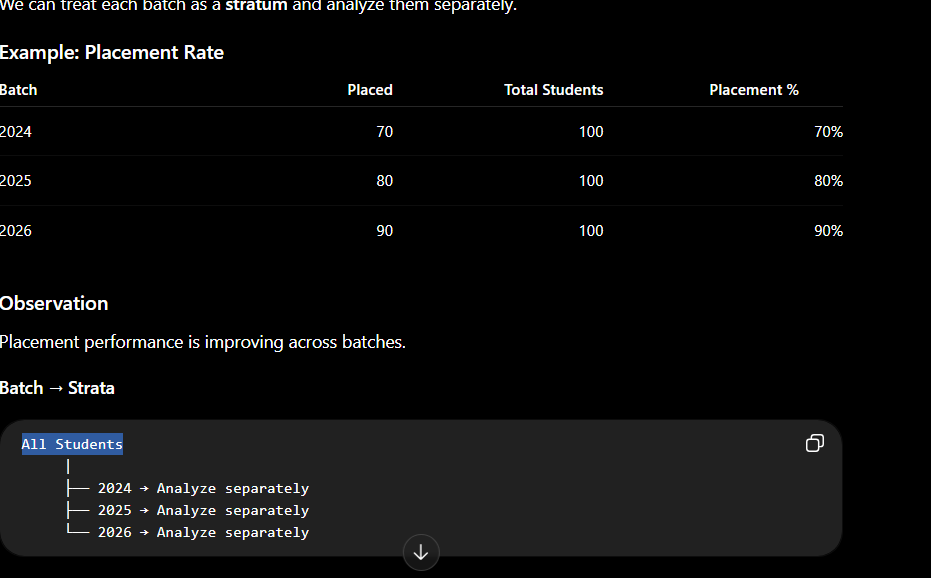 We can treat each batch as a stratum and analyze them separately.
Example: Placement Rate
Batch Placed Total Students Placement %
2024 70 100 70%
2025 80 100 80%
2026 90 100 90%
Observation
Placement performance is improving across batches.
Batch → Strata
All Students
│
├── 2024 → Analyze separately
├── 2025 → Analyze separately
└── 2026 → Analyze separately